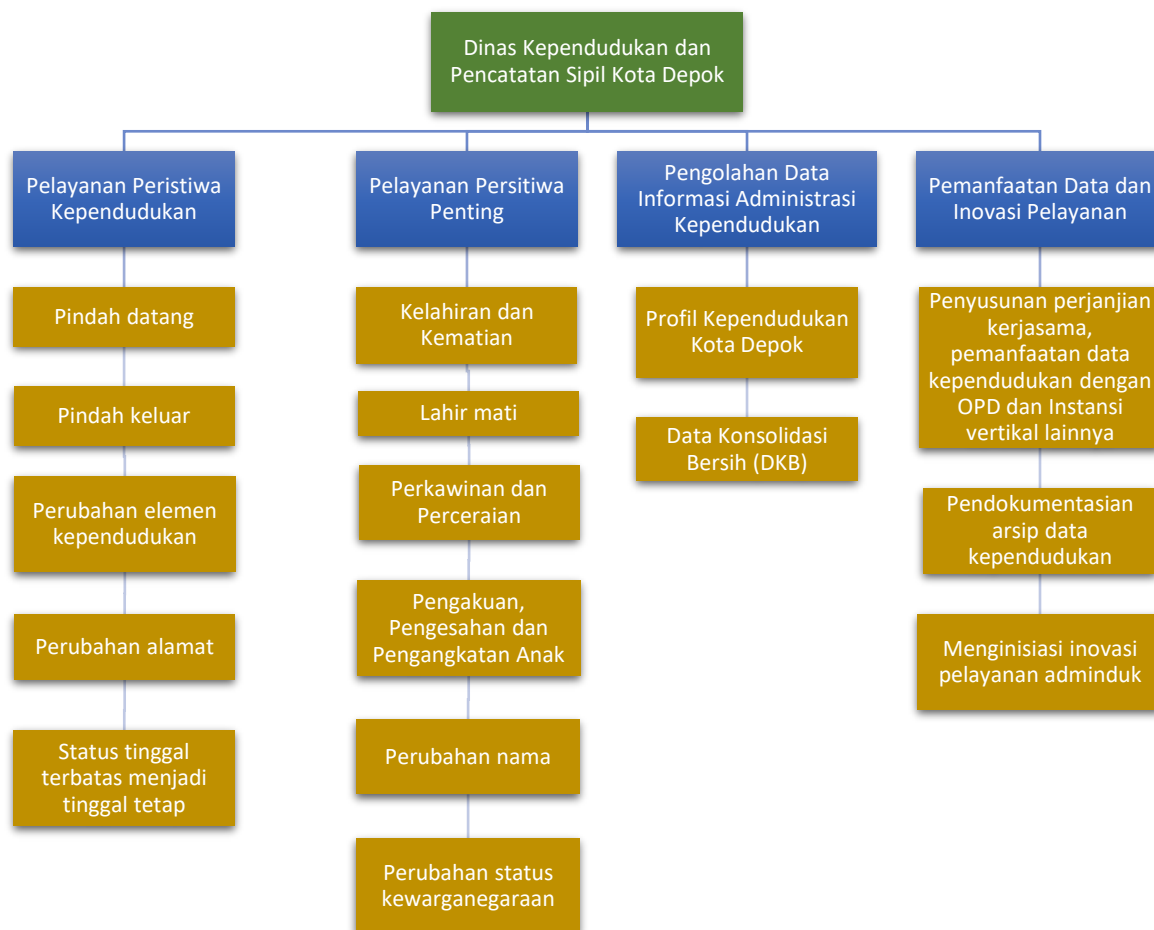 Dinas Kependudukan dan
Pencatatan Sipil Kota Depok
Pelayanan Peristiwa
Kependudukan
Pindah datang
Pindah keluar
Perubahan elemen
kependudukan
Perubahan alamat
Status tinggal
terbatas menjadi
tinggal tetap
Pelayanan Persitiwa
Penting
Kelahiran dan
Kematian
Lahir mati
Perkawinan dan
Perceraian
Pengakuan,
Pengesahan dan
Pengangkatan Anak
Perubahan nama
Perubahan status
kewarganegaraan
Pengolahan Data
Informasi Administrasi
Kependudukan
Profil Kependudukan
Kota Depok
Data Konsolidasi
Bersih (DKB)
Pemanfaatan Data dan
Inovasi Pelayanan
Penyusunan perjanjian
kerjasama,
pemanfaatan data
kependudukan dengan
OPD dan Instansi
vertikal lainnya
Pendokumentasian
arsip data
kependudukan
Menginisiasi inovasi
pelayanan adminduk